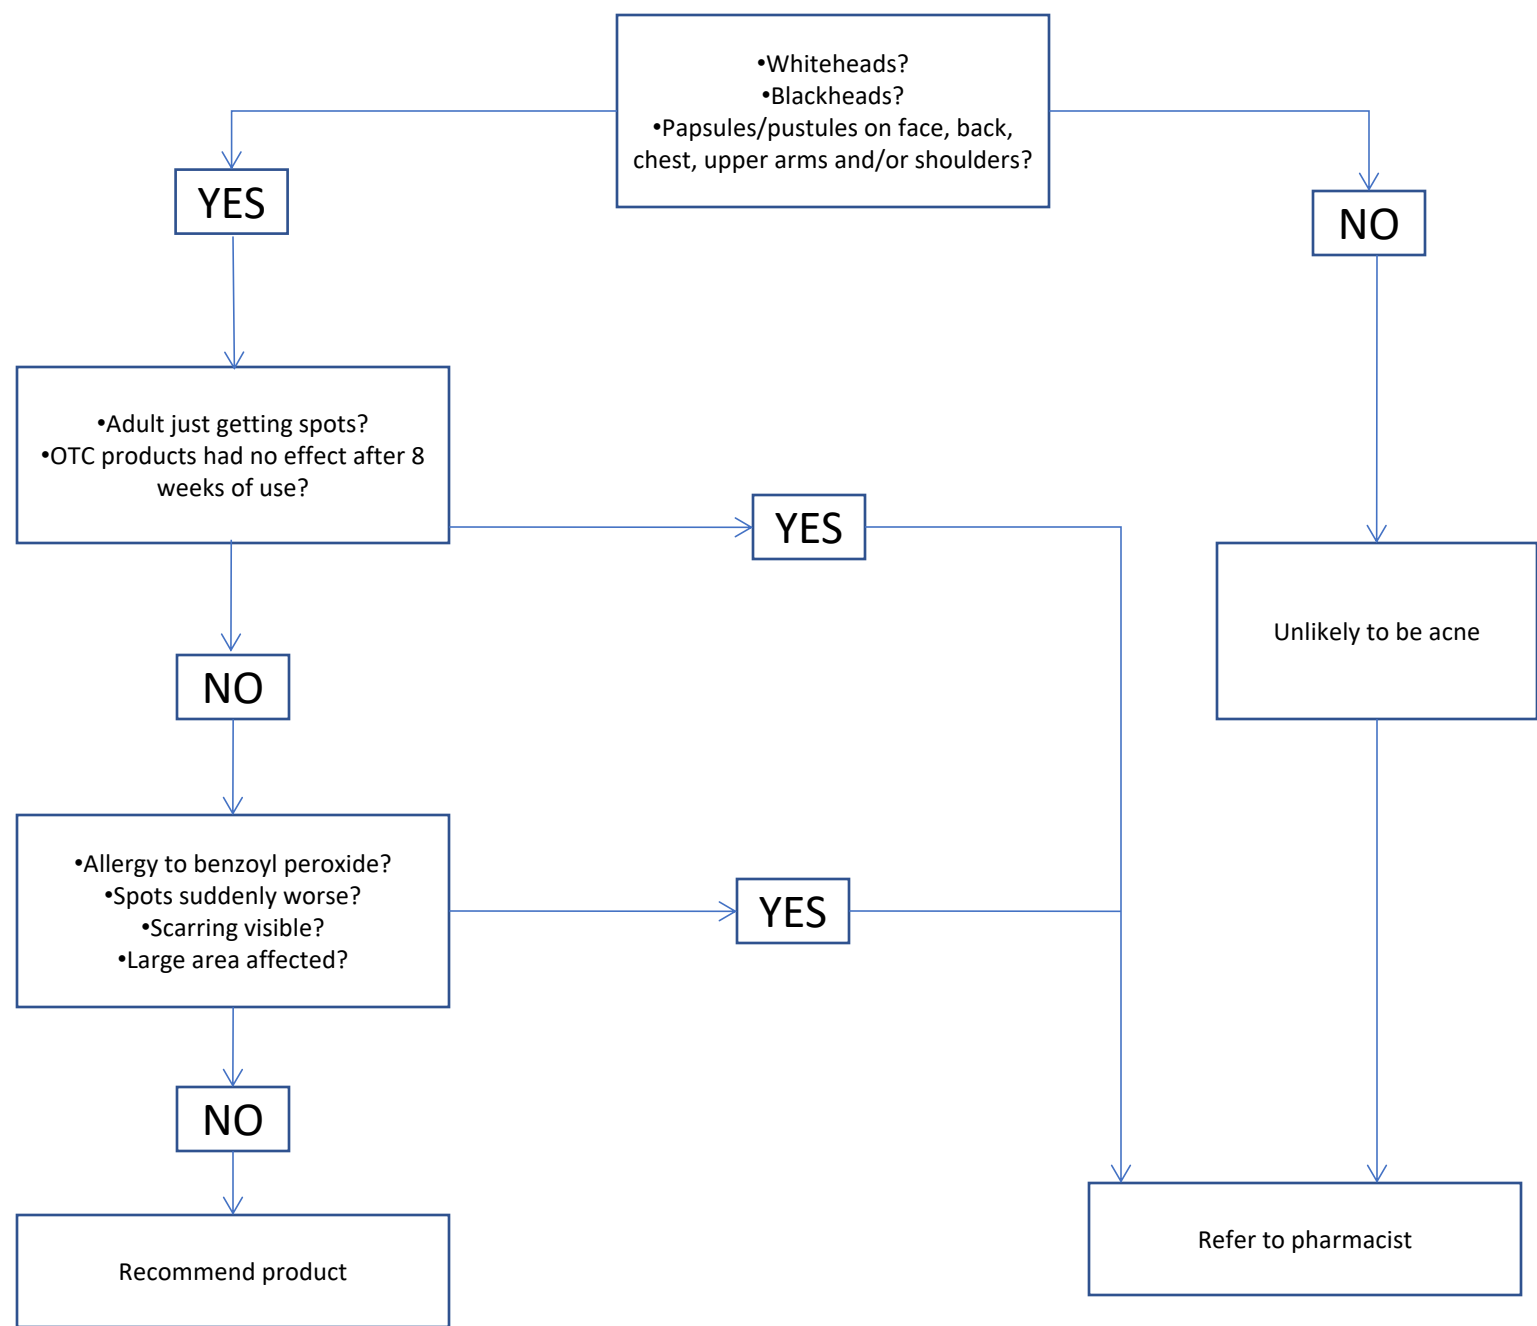 •Whiteheads?
•Blackheads?
•Papsules/pustules on face, back,
chest, upper arms and/or shoulders?
YES
NO
•Adult just getting spots?
•OTC products had no effect after 8
weeks of use?
YES
Unlikely to be acne
NO
•Allergy to benzoyl peroxide?
•Spots suddenly worse?
•Scarring visible?
•Large area affected?
YES
NO
Refer to pharmacist
Recommend product